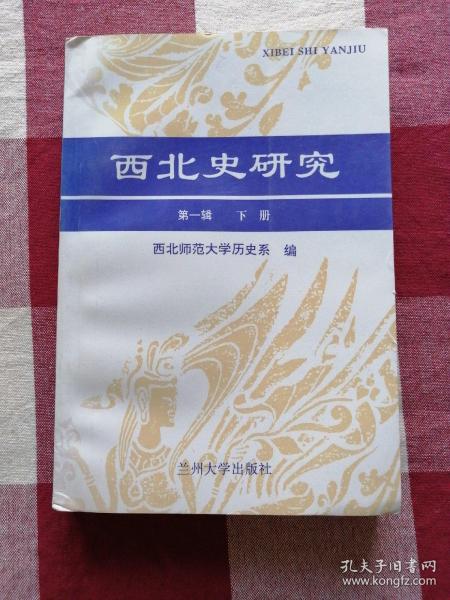 XIBEI SHI YANJIU
西北史研究
第一辑 下册
西北师范大学历史系 编
兰州大学出版社
孔夫子旧书网
www.kongfz.com